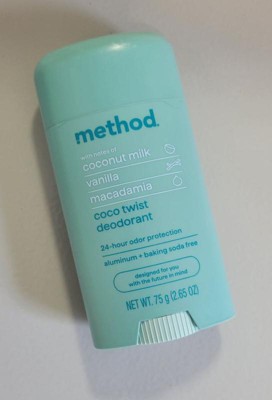 method.
with notes of
coconut milk
vanilla
macadamia
coco twist
deodorant
24-hour odor protection
aluminum + baking soda free
designed for you
with the future in mind
NET WT. 75 g (2.65 OZ)